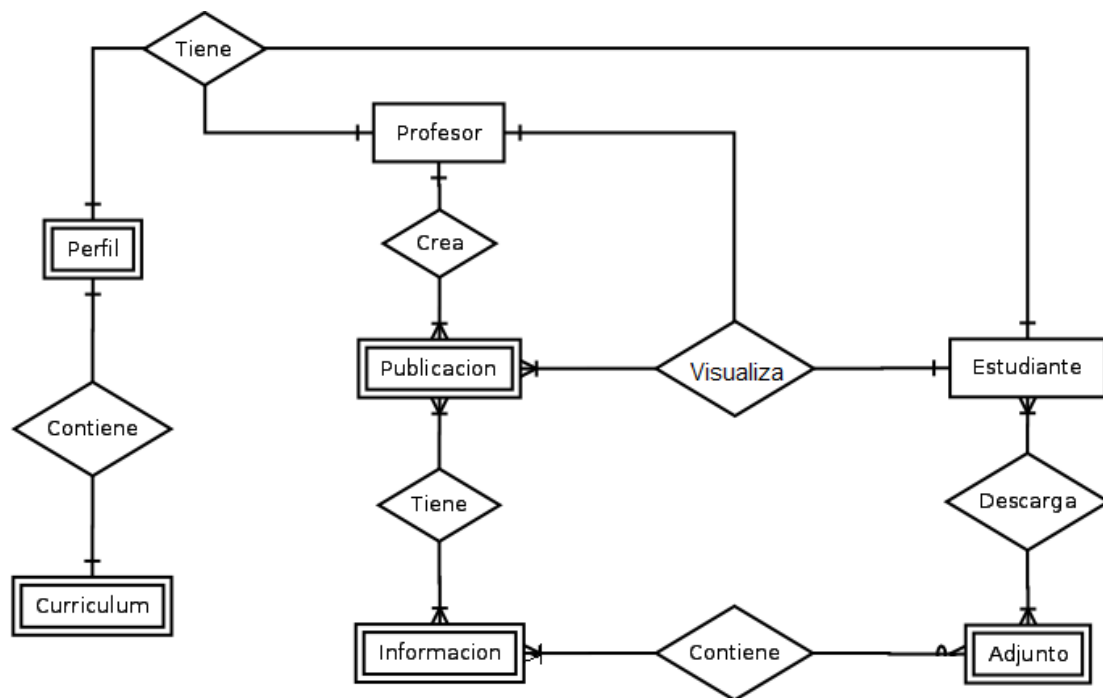 Tiene
Profesor
Crea
Perfil
Publicacion
Visualiza
Estudiante
Contiene
Tiene
Descarga
Curriculum
Informacion
Contiene
Adjunto